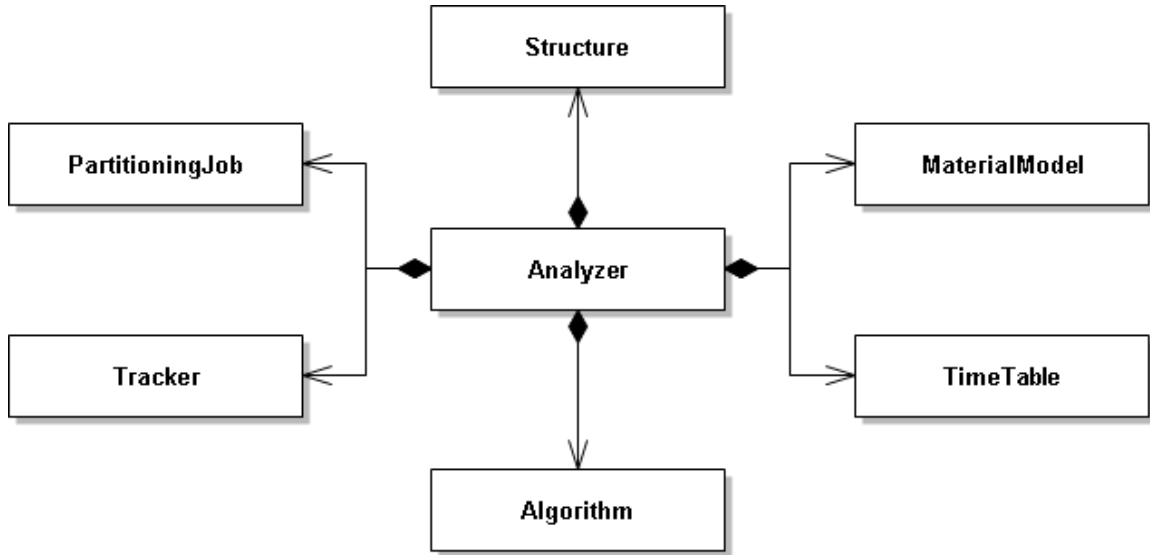 Structure
PartitioningJob
MaterialModel
Analyzer
Tracker
TimeTable
Algorithm